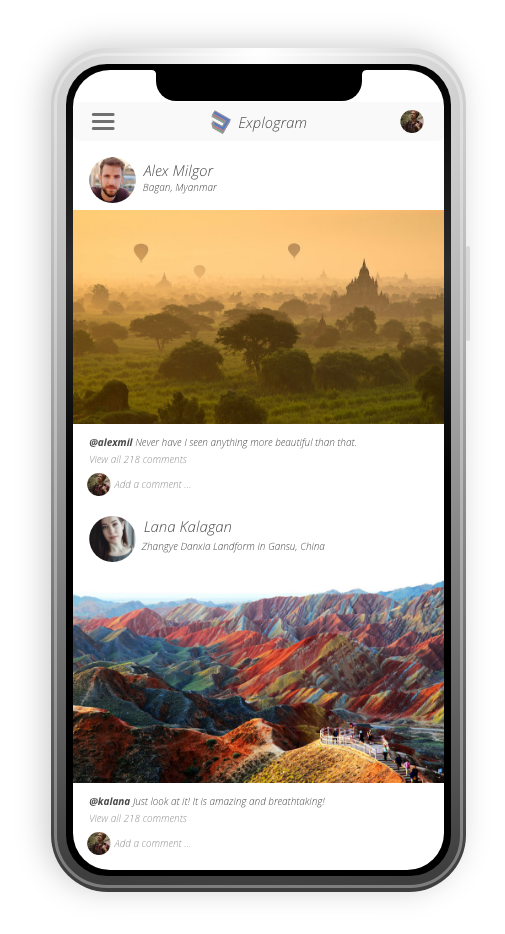 Explogram
Alex Milgor
Bagan, Myanmar
@alexmil Never have I seen anything more beautiful than that.
View all 218 comments
Add a comment ...
Lana Kalagan
Zhangye Danxia Landform in Gansu, China
@kalana Just look at it! It is amazing and breathtaking!
View all 218 comments
Add a comment ...